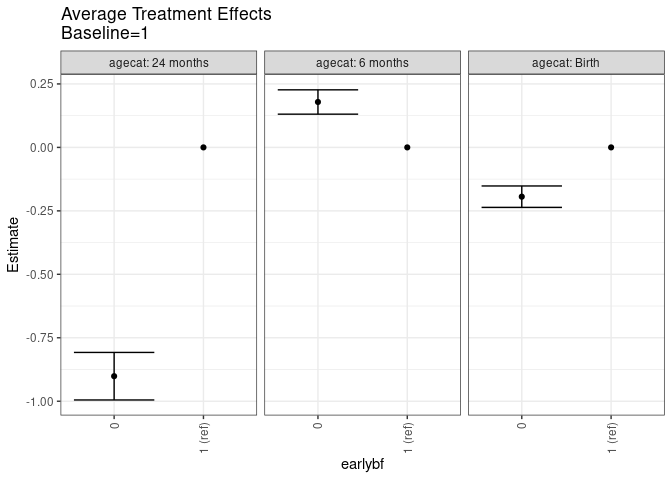 Average Treatment Effects
Baseline=1
agecat: 24 months
agecat: 6 months
agecat: Birth
0.25
0.00
-0.25
-0.50
-0.75
-1.00
Estimate
0
1 (ref)
0
1 (ref)
0
1 (ref)
earlybf